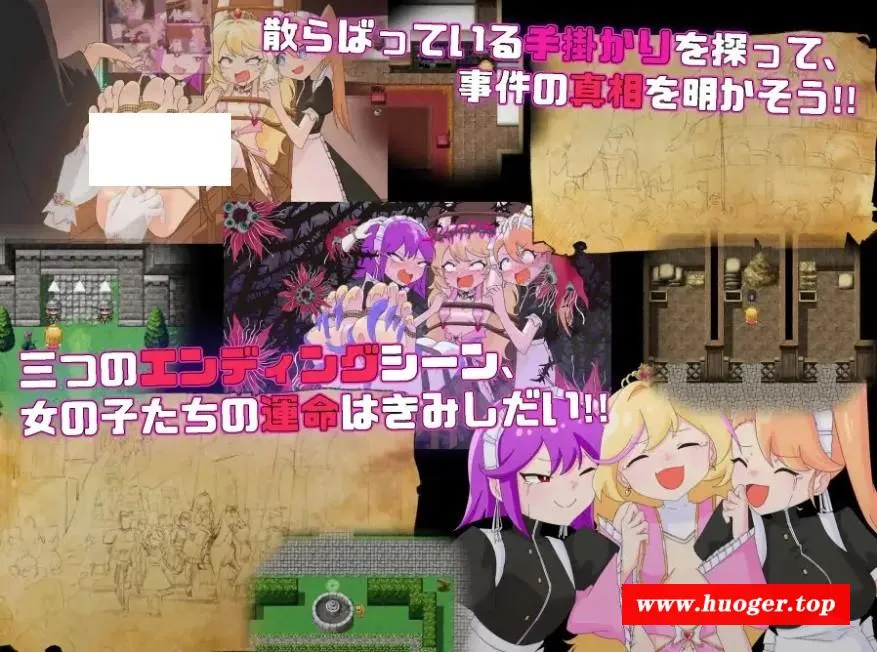 散らばっている手掛かりを探って、
事件の真相を明かそう!!
三つのエンディングシーン、
女の子たちの運命はきみしだい!!
www.huoger.top